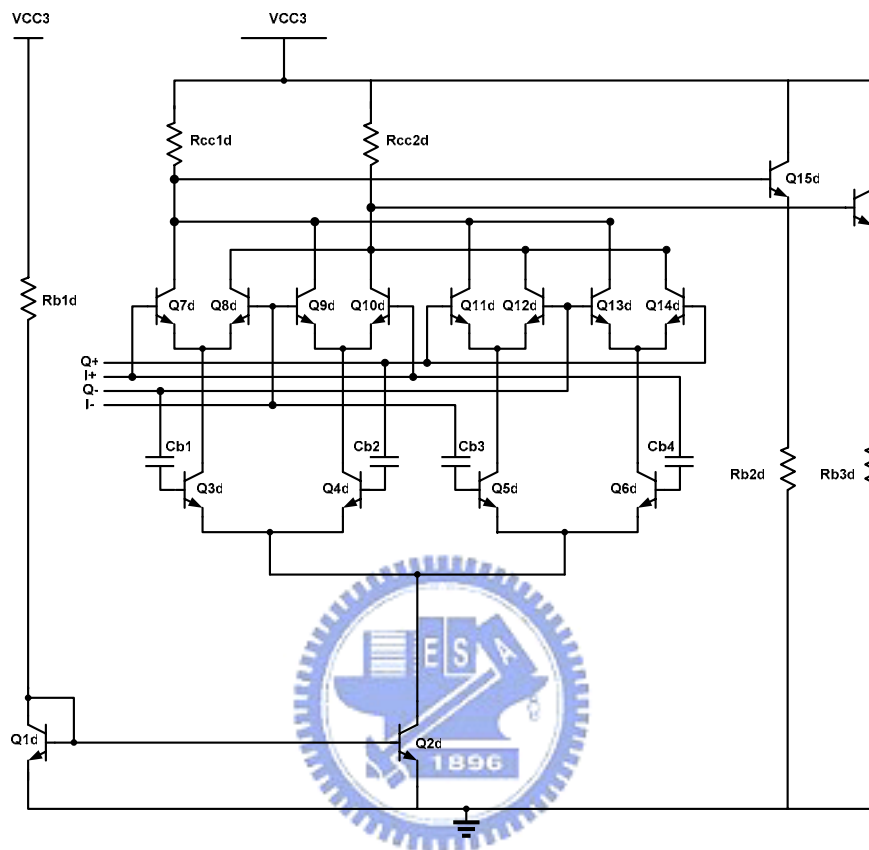 VCC3 VCC3
Rcc1d Rcc2d
Q15d
Rb1d Q7d Q8d Q9d Q10d Q11d Q12d Q13d Q14d
Q+
I+
Q-
I-
Cb1 Cb2 Cb3 Cb4
Q3d Q4d Q5d Q6d Rb2d Rb3d
E S A
Q1d Q2d
1896